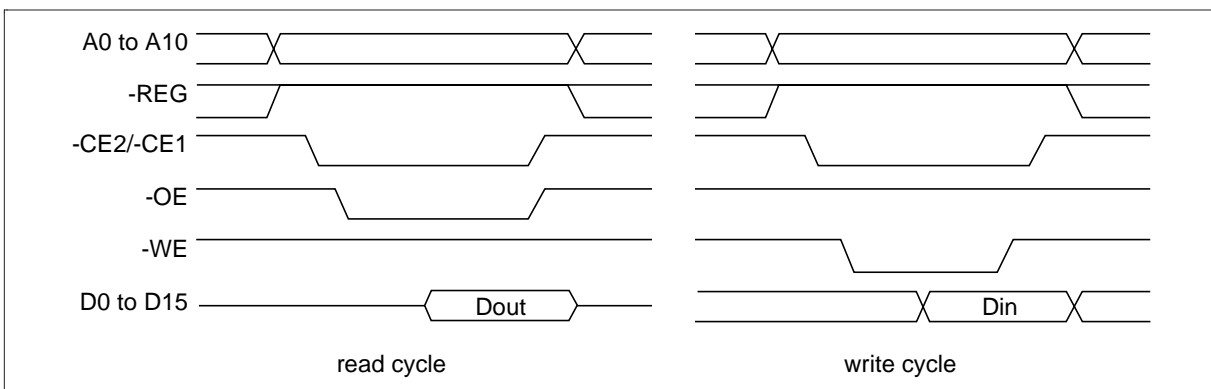 A0 to A10
-REG
-CE2/-CE1
-OE
-WE
D0 to D15
Dout
Din
read cycle
write cycle